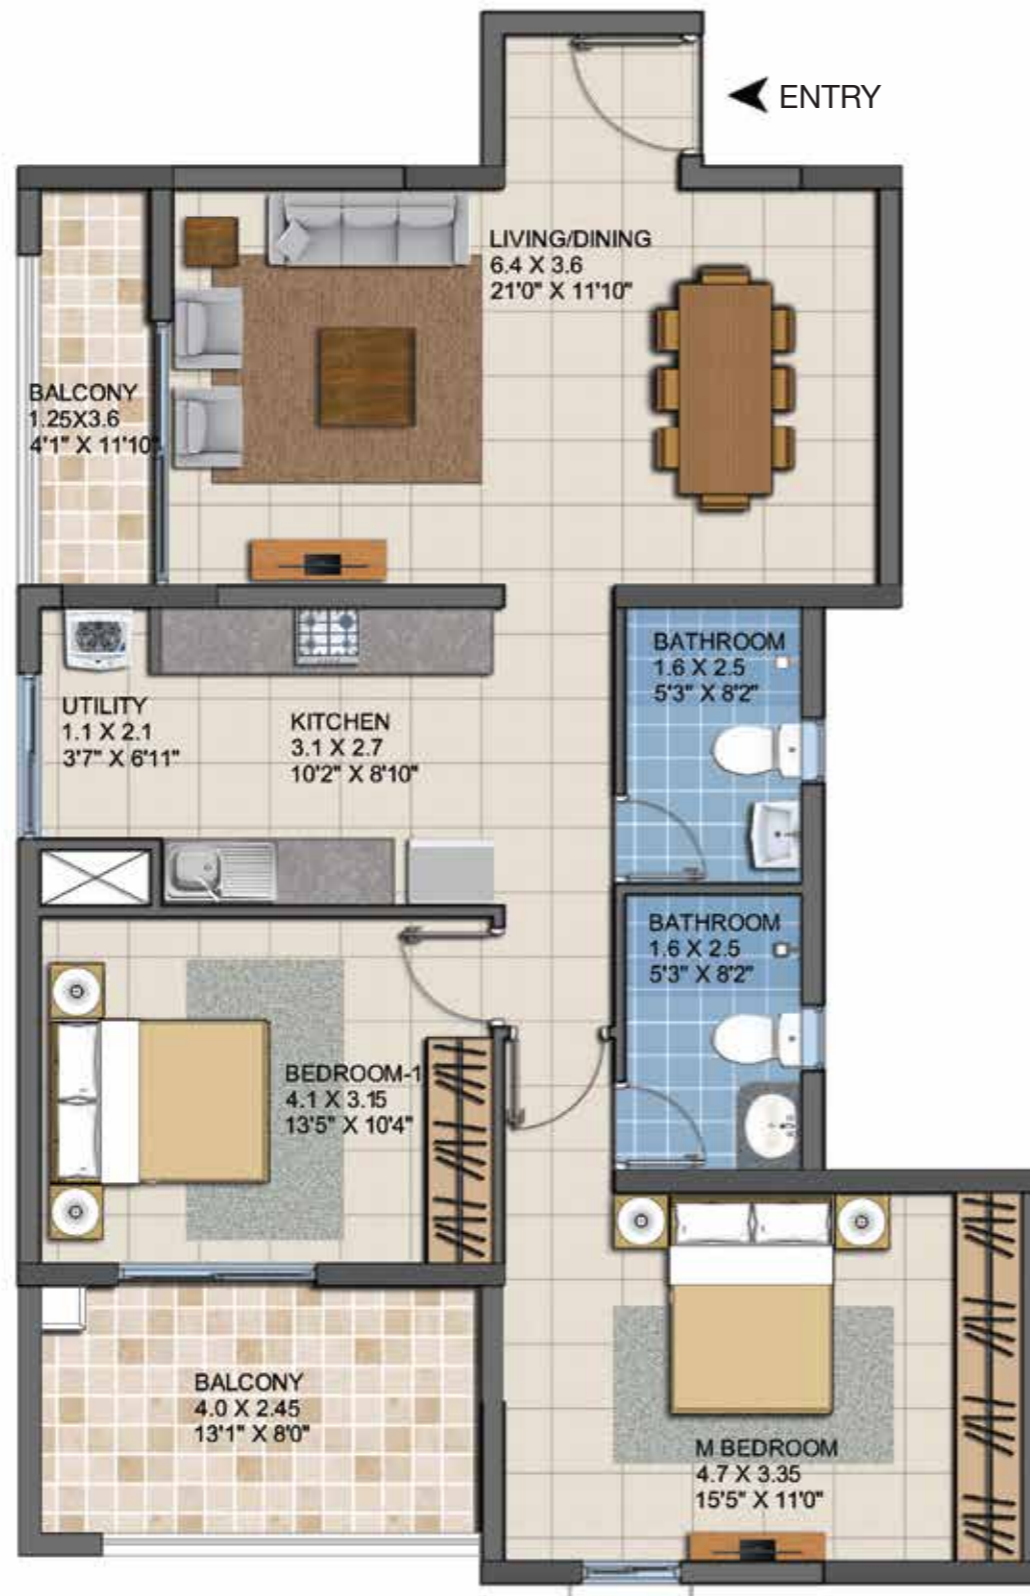 ENTRY
LIVING/DINING
6.4 X 3.6
21'0" X 11'10"
BALCONY
1.25X3.6
4'1" X 11'10"
BATHROOM
1.6 X 2.5
5'3" X 8'2"
UTILITY
1.1 X 2.1
3'7" X 6'11"
KITCHEN
3.1 X 2.7
10'2" X 8'10"
BATHROOM
1.6 X 2.5
5'3" X 8'2"
BEDROOM-1
4.1 X 3.15
13'5" X 10'4"
BALCONY
4.0 X 2.45
13'1" X 8'0"
M BEDROOM
4.7 X 3.35
15'5" X 11'0"